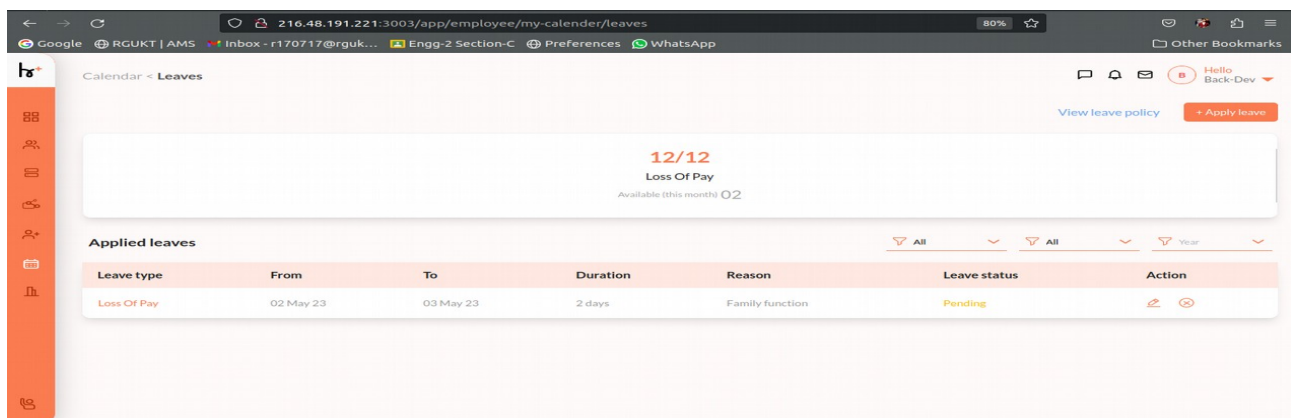 216.48.191.221:3003/app/employee/my-calender/leaves 80%
Google RGUKT | AMS Inbox - r170717@rguk... Engg-2 Section-C Preferences WhatsApp Other Bookmarks
Calendar < Leaves B Hello
Back-Dev
View leave policy + Apply leave
12/12
Loss Of Pay
Available (this month) 02
Applied leaves All All Year
Leave type From To Duration Reason Leave status Action
Loss Of Pay 02 May 23 03 May 23 2 days Family function Pending